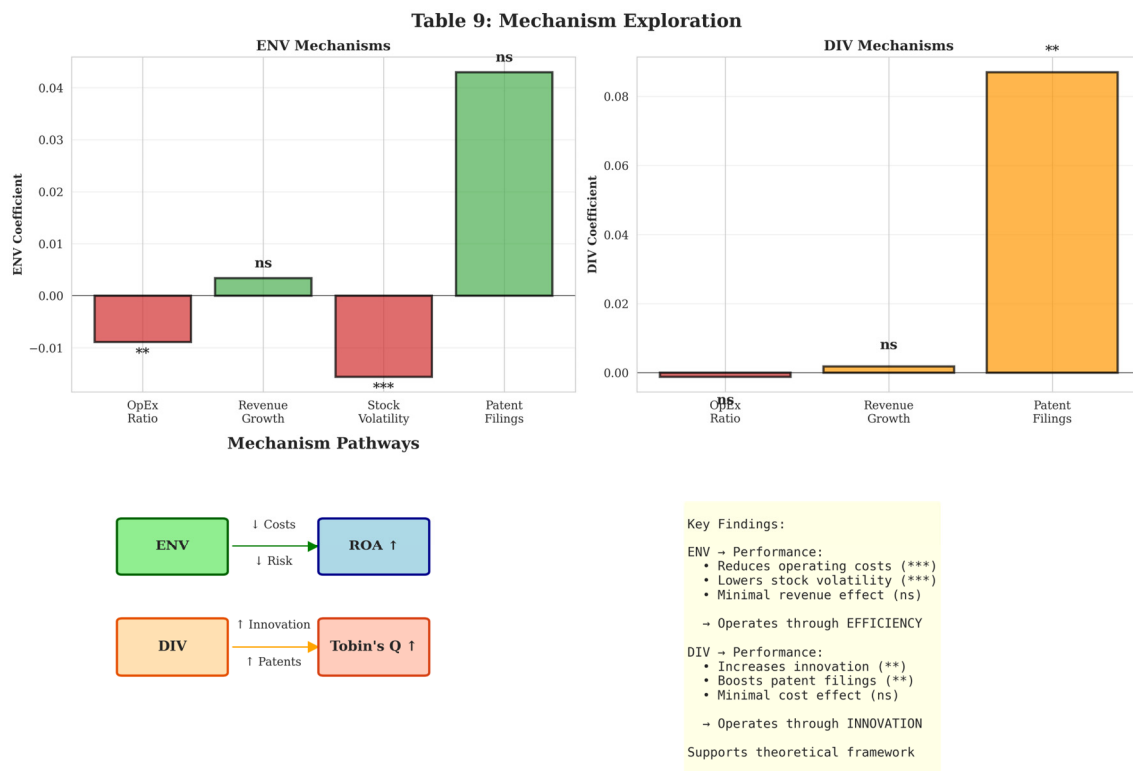 Table 9: Mechanism Exploration
ENV Mechanisms
ENV Coefficient
0.04
0.03
0.02
0.01
0.00
−0.01
**
ns
***
ns
OpEx
Ratio
Revenue
Growth
Stock
Volatility
Patent
Filings
DIV Mechanisms
DIV Coefficient
0.08
0.06
0.04
0.02
0.00
ns
ns
**
OpEx
Ratio
Revenue
Growth
Patent
Filings
Mechanism Pathways
ENV
↓ Costs
↓ Risk
ROA ↑
DIV
↑ Innovation
↑ Patents
Tobin's Q ↑
Key Findings:
ENV → Performance:
• Reduces operating costs (***)
• Lowers stock volatility (***)
• Minimal revenue effect (ns)
→ Operates through EFFICIENCY
DIV → Performance:
• Increases innovation (**)
• Boosts patent filings (**)
• Minimal cost effect (ns)
→ Operates through INNOVATION
Supports theoretical framework